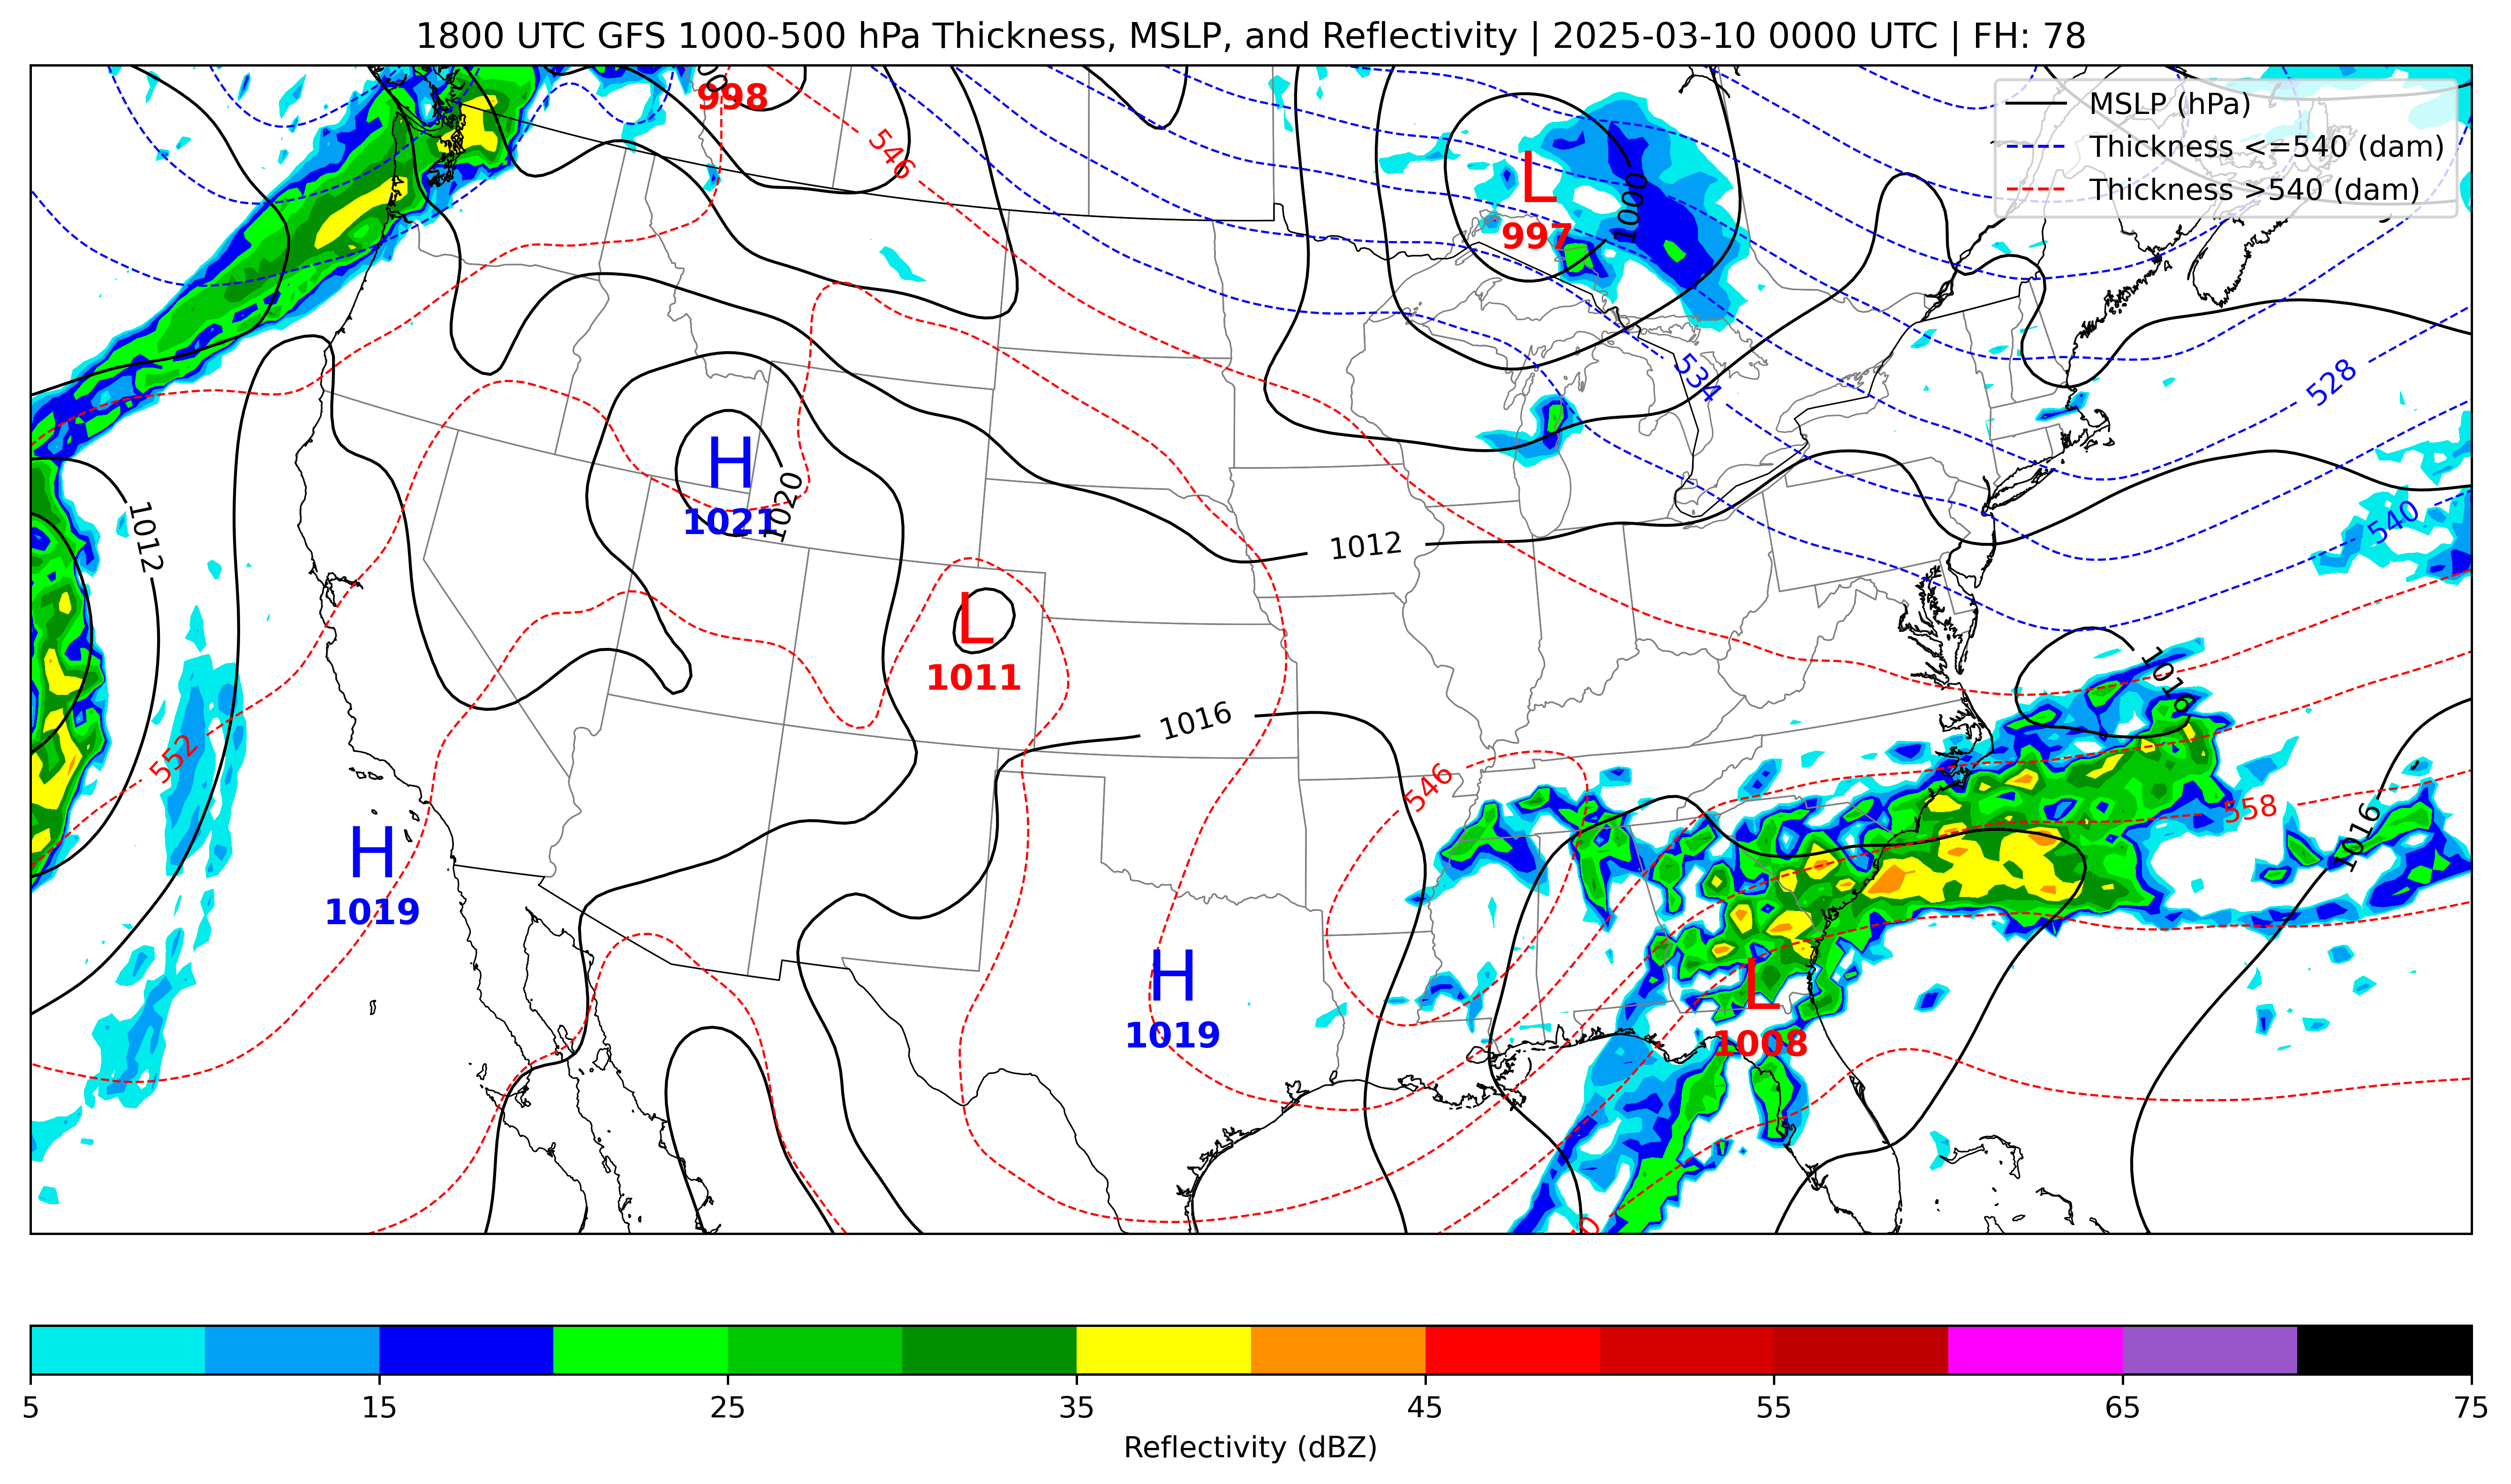 1800 UTC GFS 1000-500 hPa Thickness, MSLP, and Reflectivity | 2025-03-10 0000 UTC | FH: 78
MSLP (hPa)
Thickness <=540 (dam)
Thickness >540 (dam)
998
546
L
997
1000
534
528
H
1021
1020
1012
1012
540
L
1011
1016
1016
552
546
558
1016
H
1019
H
1019
L
1008
5 15 25 35 45 55 65 75
Reflectivity (dBZ)